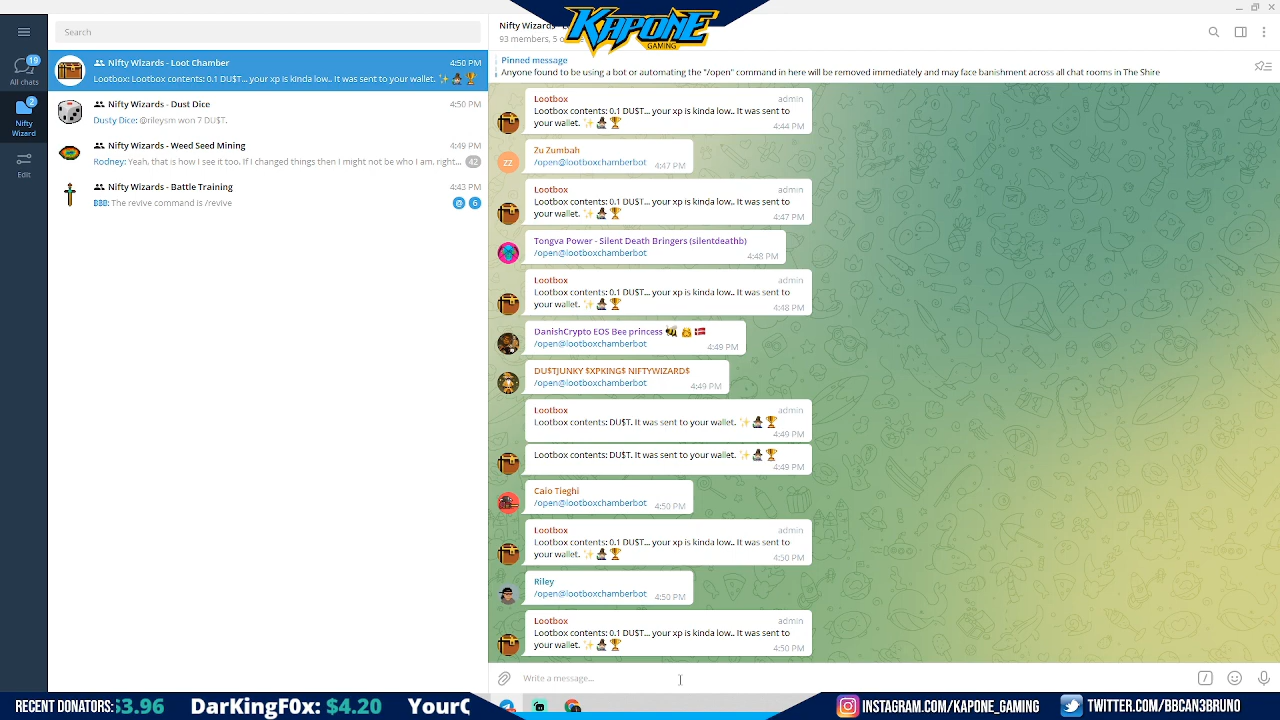 KAPONE
GAMING
Search
19
All chats
2
Nifty
Wizard
Edit
Nifty Wizards - Loot Chamber
4:50 PM
Lootbox: Lootbox contents: 0.1 DU$T... your xp is kinda low.. It was sent to your wallet. ✨🧙🏆
Nifty Wizards - Dust Dice
4:50 PM
Dusty Dice: @rileysm won 7 DU$T.
Nifty Wizards - Weed Seed Mining
4:49 PM
Rodney: Yeah, that is how I see it too. If I changed things then I might not be who I am, right...
42
Nifty Wizards - Battle Training
4:43 PM
BBB: The revive command is /revive
@ 6
Nifty Wizards -
93 members, 5 o
Pinned message
Anyone found to be using a bot or automating the "/open" command in here will be removed immediately and may face banishment across all chat rooms in The Shire
Lootbox admin
Lootbox contents: 0.1 DU$T... your xp is kinda low.. It was sent to
your wallet. ✨🧙🏆 4:44 PM
ZZ
Zu Zumbah
/open@lootboxchamberbot 4:47 PM
Lootbox admin
Lootbox contents: 0.1 DU$T... your xp is kinda low.. It was sent to
your wallet. ✨🧙🏆 4:47 PM
Tongva Power - Silent Death Bringers (silentdeathb)
/open@lootboxchamberbot 4:48 PM
Lootbox admin
Lootbox contents: 0.1 DU$T... your xp is kinda low.. It was sent to
your wallet. ✨🧙🏆 4:48 PM
DanishCrypto EOS Bee princess 🐝 👸 🇩🇰
/open@lootboxchamberbot 4:49 PM
DU$TJUNKY $XPKING$ NIFTYWIZARD$
/open@lootboxchamberbot 4:49 PM
Lootbox admin
Lootbox contents: DU$T. It was sent to your wallet. ✨🧙🏆
4:49 PM
Lootbox contents: DU$T. It was sent to your wallet. ✨🧙🏆
4:49 PM
Caio Tieghi
/open@lootboxchamberbot 4:50 PM
Lootbox admin
Lootbox contents: 0.1 DU$T... your xp is kinda low.. It was sent to
your wallet. ✨🧙🏆 4:50 PM
Riley
/open@lootboxchamberbot 4:50 PM
Lootbox admin
Lootbox contents: 0.1 DU$T... your xp is kinda low.. It was sent to
your wallet. ✨🧙🏆 4:50 PM
Write a message...
RECENT DONATORS: $3.96 DarKingF0x: $4.20 YourC
INSTAGRAM.COM/KAPONE_GAMING
TWITTER.COM/BBCAN3BRUNO